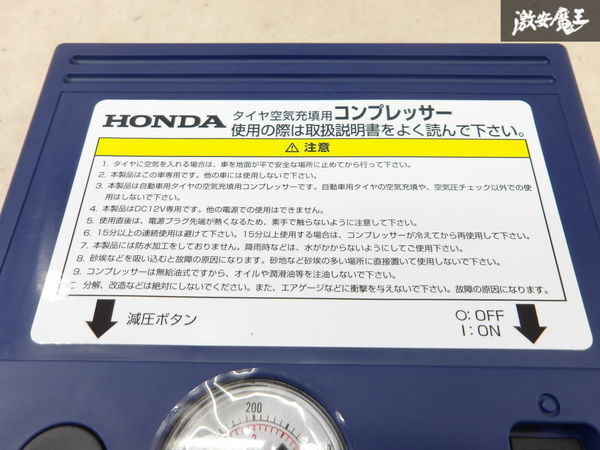 激安魔王
HONDA タイヤ空気充填用コンプレッサー
使用の際は取扱説明書をよく読んで下さい。
⚠ 注意
1. タイヤに空気を入れる場合は、車を地面が平で安全な場所に止めてから行って下さい。
2. 本製品はこの車専用です。他の車には使用しないで下さい。
3. 本製品は自動車用タイヤの空気充填用コンプレッサーです。自動車用タイヤの空気充填や、空気圧チェック以外での使
用はしないで下さい。
4. 本製品はDC12V専用です。他の電源での使用はできません。
5. 使用直後は、電源プラグ先端が熱くなるため、素手で触らないように注意して下さい。
6. 15分以上の連続使用は避けて下さい。15分以上使用する場合は、コンプレッサーが冷えてから再使用して下さい。
7. 本製品には防水加工をしておりません。降雨時などは、水がかからないようにしてご使用下さい。
8. 砂埃などを吸い込むと故障の原因になります。砂地など砂埃の多い場所に直接置いて使用しないで下さい。
9. コンプレッサーは無給油式ですから、オイルや潤滑油等を注油しないで下さい。
分解、改造などは絶対にしないでください。また、エアゲージなどに衝撃を与えないで下さい。故障の原因になります。
減圧ボタン
O:OFF
I:ON
200
2